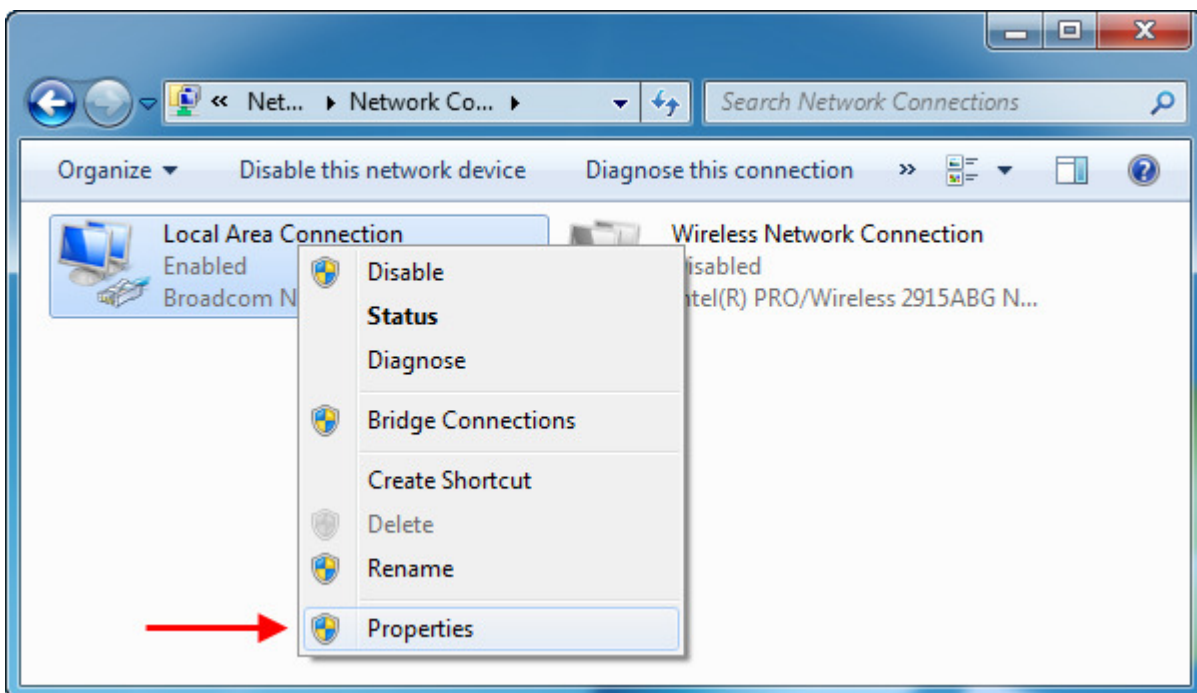 « Net... Network Co...
Search Network Connections
Organize Disable this network device Diagnose this connection »
Local Area Connection
Enabled
Broadcom N
Wireless Network Connection
isabled
ntel(R) PRO/Wireless 2915ABG N...
Disable
Status
Diagnose
Bridge Connections
Create Shortcut
Delete
Rename
Properties